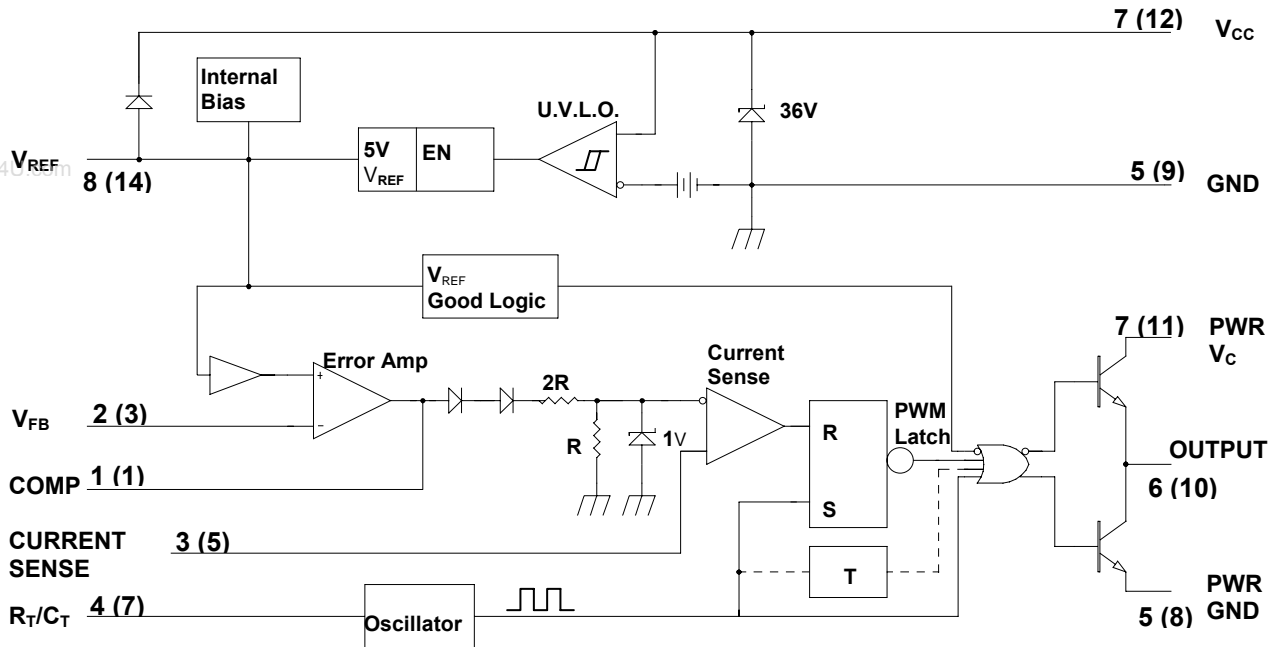 7 (12) VCC
Internal
Bias
U.V.L.O.
36V
VREF
4U.com
8 (14)
5V
VREF
EN
5 (9) GND
VREF
Good Logic
7 (11) PWR
VC
Error Amp
Current
Sense
+
−
2R
R
1V
VFB 2 (3)
PWM
Latch
R
S
OUTPUT
6 (10)
COMP 1 (1)
CURRENT
SENSE
3 (5)
T
RT/CT 4 (7)
Oscillator
PWR
GND
5 (8)